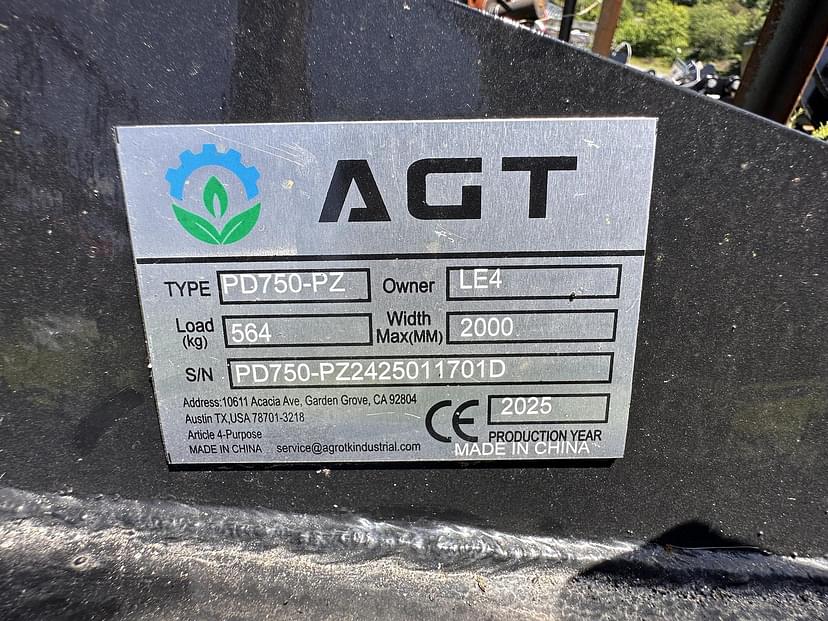 AGT
TYPE PD750-PZ Owner LE4
Load (kg) 564 Width Max(MM) 2000
S/N PD750-PZ2425011701D
Address:10611 Acacia Ave, Garden Grove, CA 92804
Austin TX,USA 78701-3218
Article 4-Purpose
MADE IN CHINA service@agrotkindustrial.com
CE 2025
PRODUCTION YEAR
MADE IN CHINA